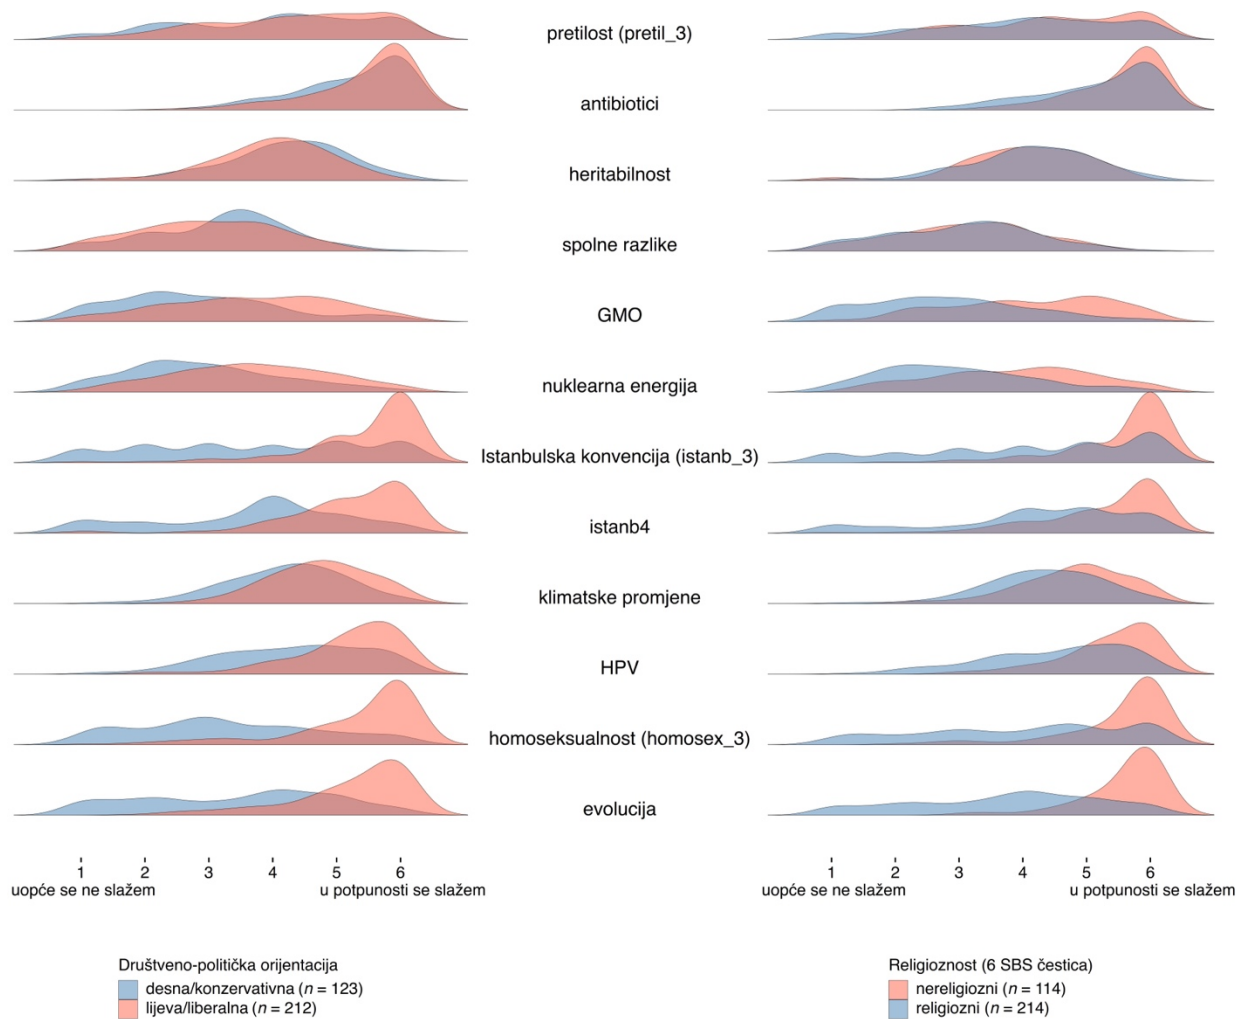 pretilost (pretil_3)
antibiotici
heritabilnost
spolne razlike
GMO
nuklearna energija
Istanbulska konvencija (istanb_3)
istanb4
klimatske promjene
HPV
homoseksualnost (homosex_3)
evolucija
1 2 3 4 5 6
uopće se ne slažem u potpunosti se slažem
1 2 3 4 5 6
uopće se ne slažem u potpunosti se slažem
Društveno-politička orijentacija
desna/konzervativna (n = 123)
lijeva/liberalna (n = 212)
Religioznost (6 SBS čestica)
nereligiozni (n = 114)
religiozni (n = 214)